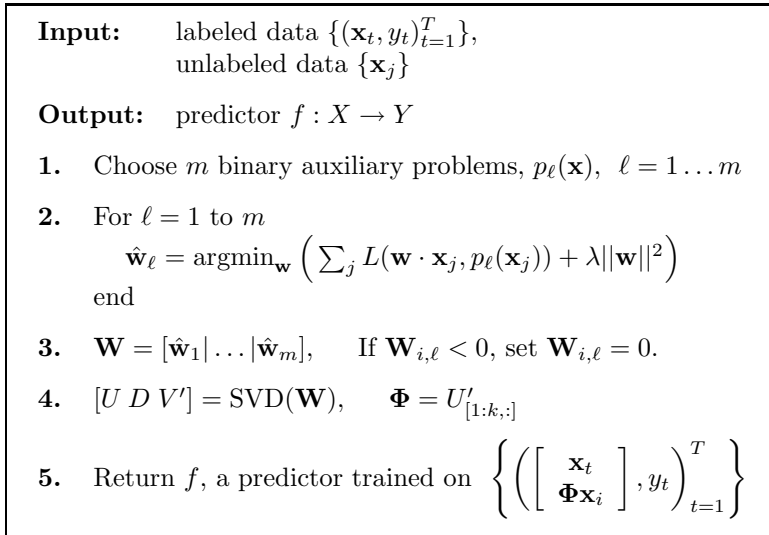 Input: labeled data {(x_t, y_t)_{t=1}^T},
unlabeled data {x_j}
Output: predictor f : X → Y
1. Choose m binary auxiliary problems, p_ℓ(x), ℓ = 1 … m
2. For ℓ = 1 to m
ŵ_ℓ = argmin_w ( ∑_j L(w · x_j, p_ℓ(x_j)) + λ||w||^2 )
end
3. W = [ŵ_1| … |ŵ_m], If W_{i,ℓ} < 0, set W_{i,ℓ} = 0.
4. [U D V′] = SVD(W), Φ = U′_{[1:k,:]}
5. Return f, a predictor trained on { ( [ x_t ; Φx_i ], y_t )_{t=1}^T }